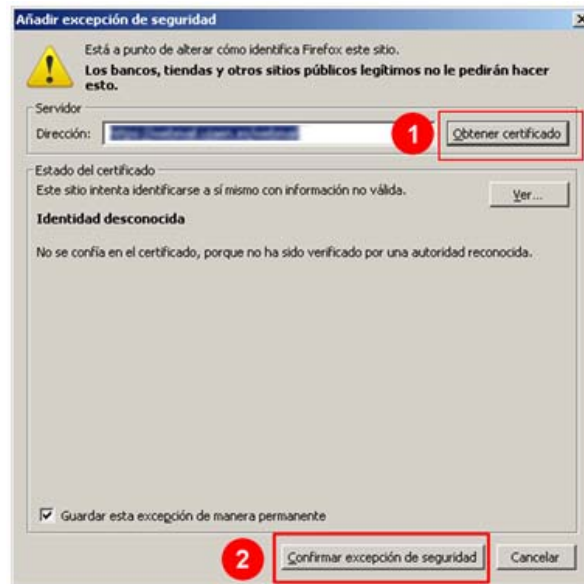 Añadir excepción de seguridad
Está a punto de alterar cómo identifica Firefox este sitio.
Los bancos, tiendas y otros sitios públicos legítimos no le pedirán hacer
esto.
Servidor
Dirección:
1
Obtener certificado
Estado del certificado
Este sitio intenta identificarse a sí mismo con información no válida.
Ver...
Identidad desconocida
No se confía en el certificado, porque no ha sido verificado por una autoridad reconocida.
Guardar esta excepción de manera permanente
2
Confirmar excepción de seguridad
Cancelar